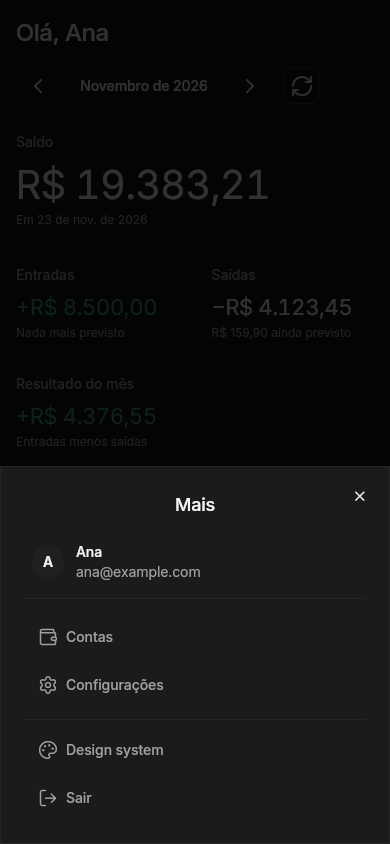 Olá, Ana
Novembro de 2026
Saldo
R$ 19.383,21
Em 23 de nov. de 2026
Entradas
+R$ 8.500,00
Nada mais previsto
Saídas
−R$ 4.123,45
R$ 159,90 ainda previsto
Resultado do mês
+R$ 4.376,55
Entradas menos saídas
Mais
A
Ana
ana@example.com
Contas
Configurações
Design system
Sair